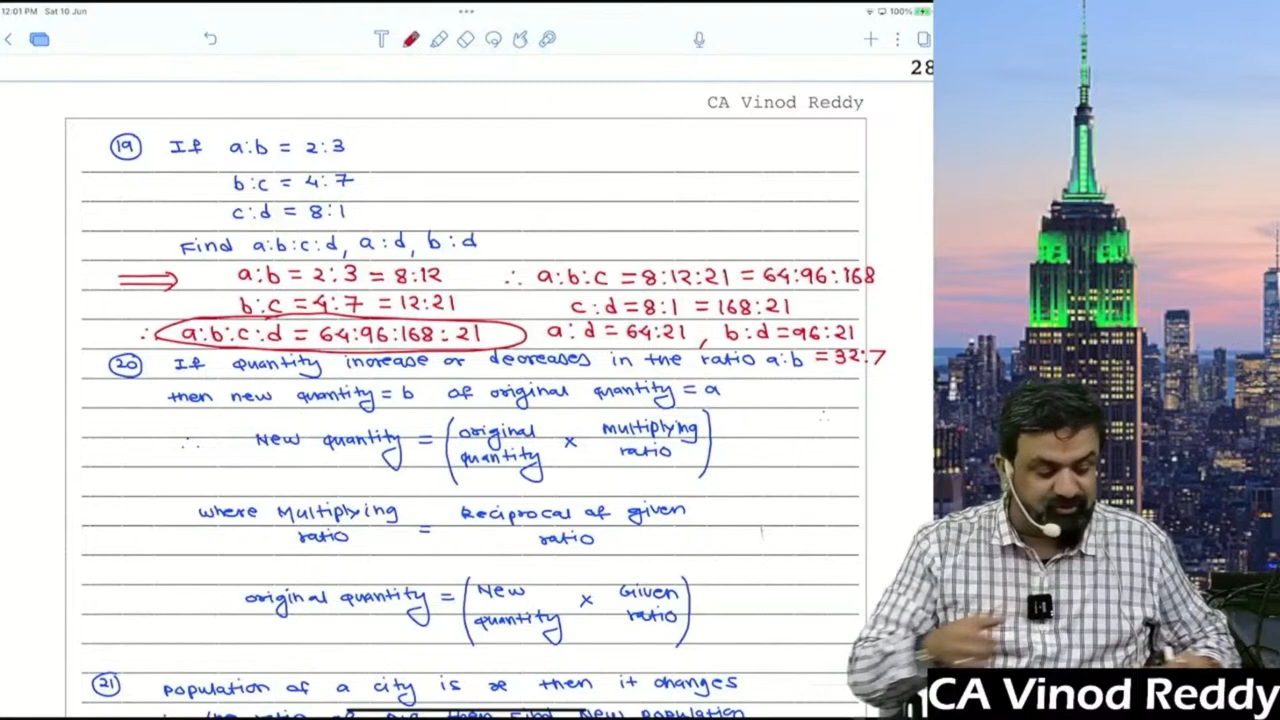 12:01 PM Sat 10 Jun
100%
28
CA Vinod Reddy
19 If a:b = 2:3
b:c = 4:7
c:d = 8:1
Find a:b:c:d, a:d, b:d
⟹ a:b = 2:3 = 8:12 ∴ a:b:c = 8:12:21 = 64:96:168
b:c = 4:7 = 12:21 c:d = 8:1 = 168:21
∴ a:b:c:d = 64:96:168:21 a:d = 64:21, b:d = 96:21
= 32:7
20 If quantity increase or decreases in the ratio a:b
then new quantity = b of original quantity = a
∴ New quantity = (original quantity × multiplying ratio)
where Multiplying ratio = Reciprocal of given ratio
original quantity = (New quantity × Given ratio)
21 population of a city is x then it changes
then Find New population
CA Vinod Reddy